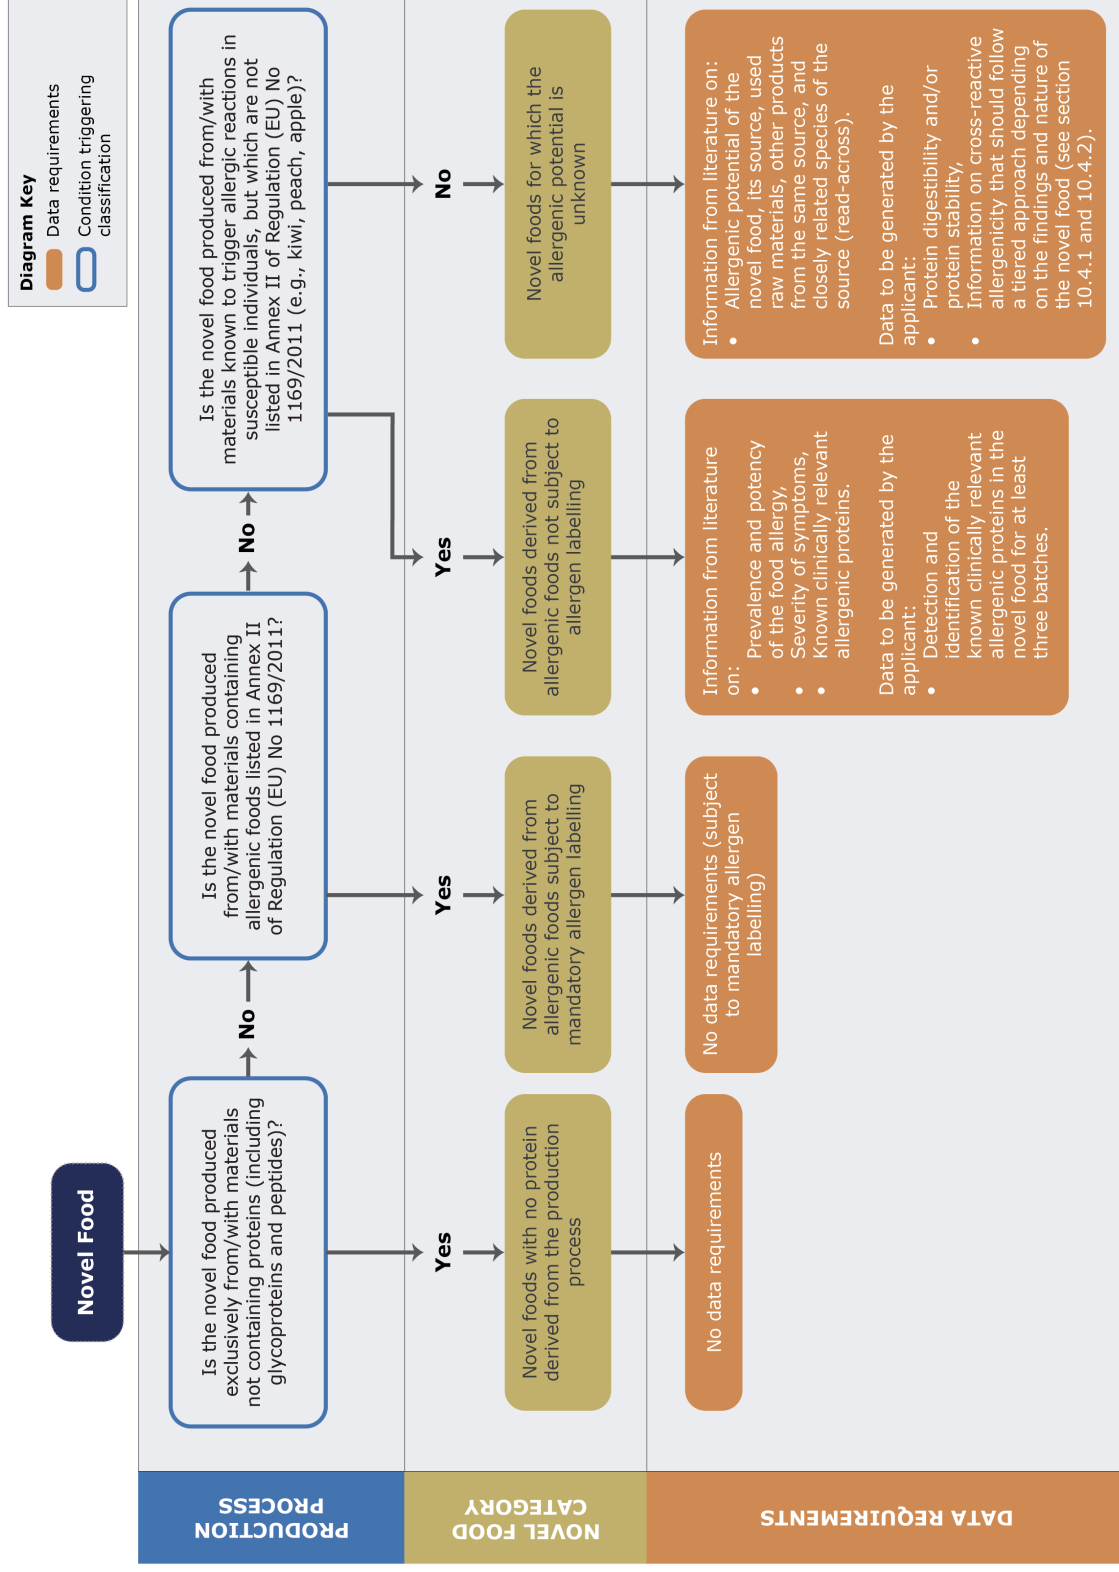 Diagram Key
Data requirements
Condition triggering
classification
Novel Food
PRODUCTION
PROCESS
Is the novel food produced
exclusively from/with materials
not containing proteins (including
glycoproteins and peptides)?
No
Is the novel food produced
from/with materials containing
allergenic foods listed in Annex II
of Regulation (EU) No 1169/2011?
No
Is the novel food produced from/with
materials known to trigger allergic reactions in
susceptible individuals, but which are not
listed in Annex II of Regulation (EU) No
1169/2011 (e.g., kiwi, peach, apple)?
NOVEL FOOD
CATEGORY
Yes
Yes
Yes
No
Novel foods with no protein
derived from the production
process
Novel foods derived from
allergenic foods subject to
mandatory allergen labelling
Novel foods derived from
allergenic foods not subject to
allergen labelling
Novel foods for which the
allergenic potential is
unknown
DATA REQUIREMENTS
No data requirements
No data requirements (subject
to mandatory allergen
labelling)
Information from literature
on:
• Prevalence and potency
of the food allergy,
• Severity of symptoms,
• Known clinically relevant
allergenic proteins.
Data to be generated by the
applicant:
• Detection and
identification of the
known clinically relevant
allergenic proteins in the
novel food for at least
three batches.
Information from literature on:
• Allergenic potential of the
novel food, its source, used
raw materials, other products
from the same source, and
closely related species of the
source (read-across).
Data to be generated by the
applicant:
• Protein digestibility and/or
protein stability,
• Information on cross-reactive
allergenicity that should follow
a tiered approach depending
on the findings and nature of
the novel food (see section
10.4.1 and 10.4.2).